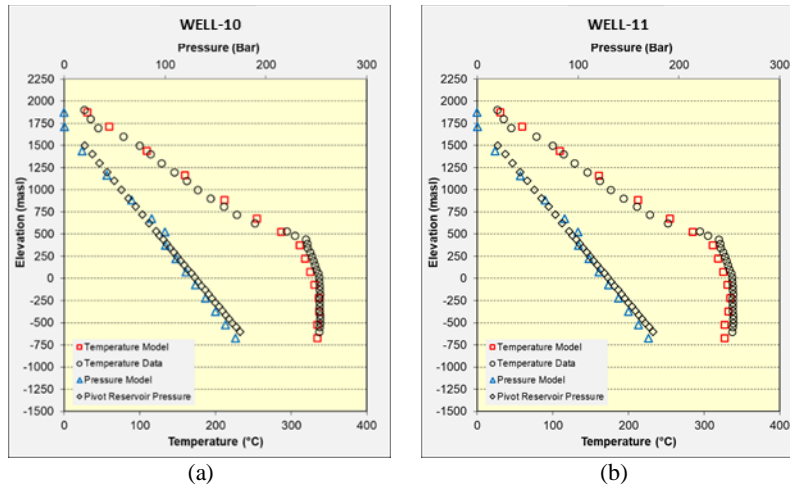 WELL-10
Pressure (Bar)
0 100 200 300
2250
2000
1750
1500
1250
1000
750
500
250
0
-250
-500
-750
-1000
-1250
-1500
Elevation (masl)
Temperature Model
Temperature Data
Pressure Model
Pivot Reservoir Pressure
0 100 200 300 400
Temperature (°C)
(a)
WELL-11
Pressure (Bar)
0 100 200 300
2250
2000
1750
1500
1250
1000
750
500
250
0
-250
-500
-750
-1000
-1250
-1500
Elevation (masl)
Temperature Model
Temperature Data
Pressure Model
Pivot Reservoir Pressure
0 100 200 300 400
Temperature (°C)
(b)